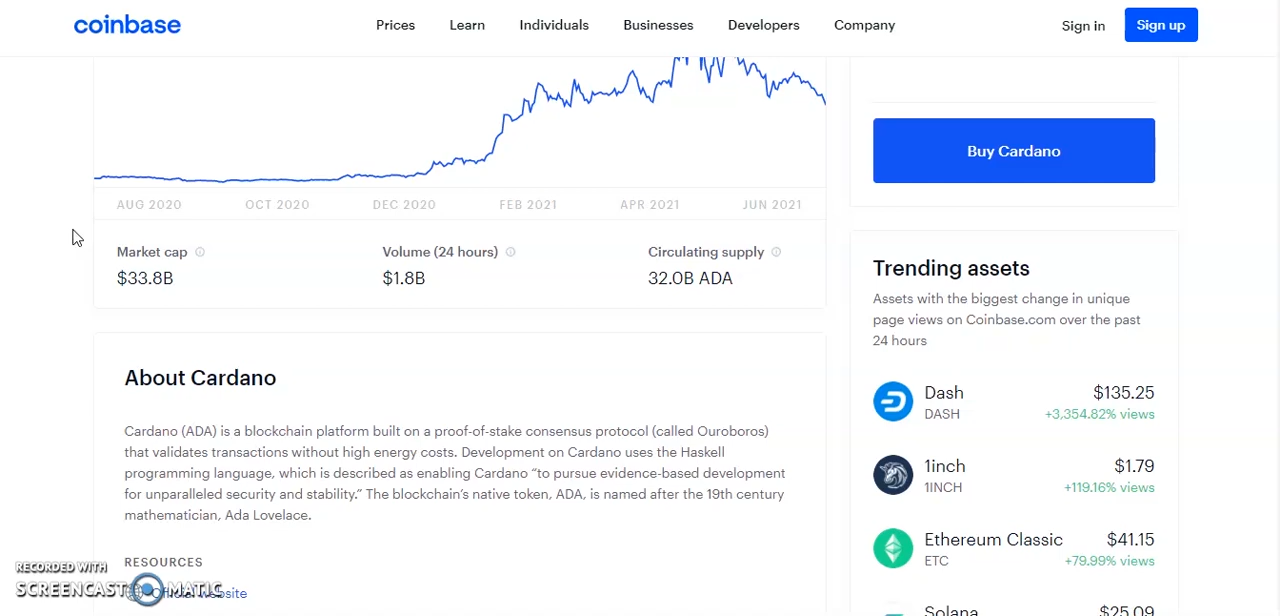 coinbase
Prices Learn Individuals Businesses Developers Company
Sign in Sign up
AUG 2020 OCT 2020 DEC 2020 FEB 2021 APR 2021 JUN 2021
Market cap Volume (24 hours) Circulating supply
$33.8B $1.8B 32.0B ADA
About Cardano
Cardano (ADA) is a blockchain platform built on a proof-of-stake consensus protocol (called Ouroboros)
that validates transactions without high energy costs. Development on Cardano uses the Haskell
programming language, which is described as enabling Cardano “to pursue evidence-based development
for unparalleled security and stability.” The blockchain’s native token, ADA, is named after the 19th century
mathematician, Ada Lovelace.
RESOURCES
Official website
Buy Cardano
Trending assets
Assets with the biggest change in unique
page views on Coinbase.com over the past
24 hours
Dash $135.25
DASH +3,354.82% views
1inch $1.79
1INCH +119.16% views
Ethereum Classic $41.15
ETC +79.99% views
Solana $25.09
RECORDED WITH
SCREENCAST MATIC